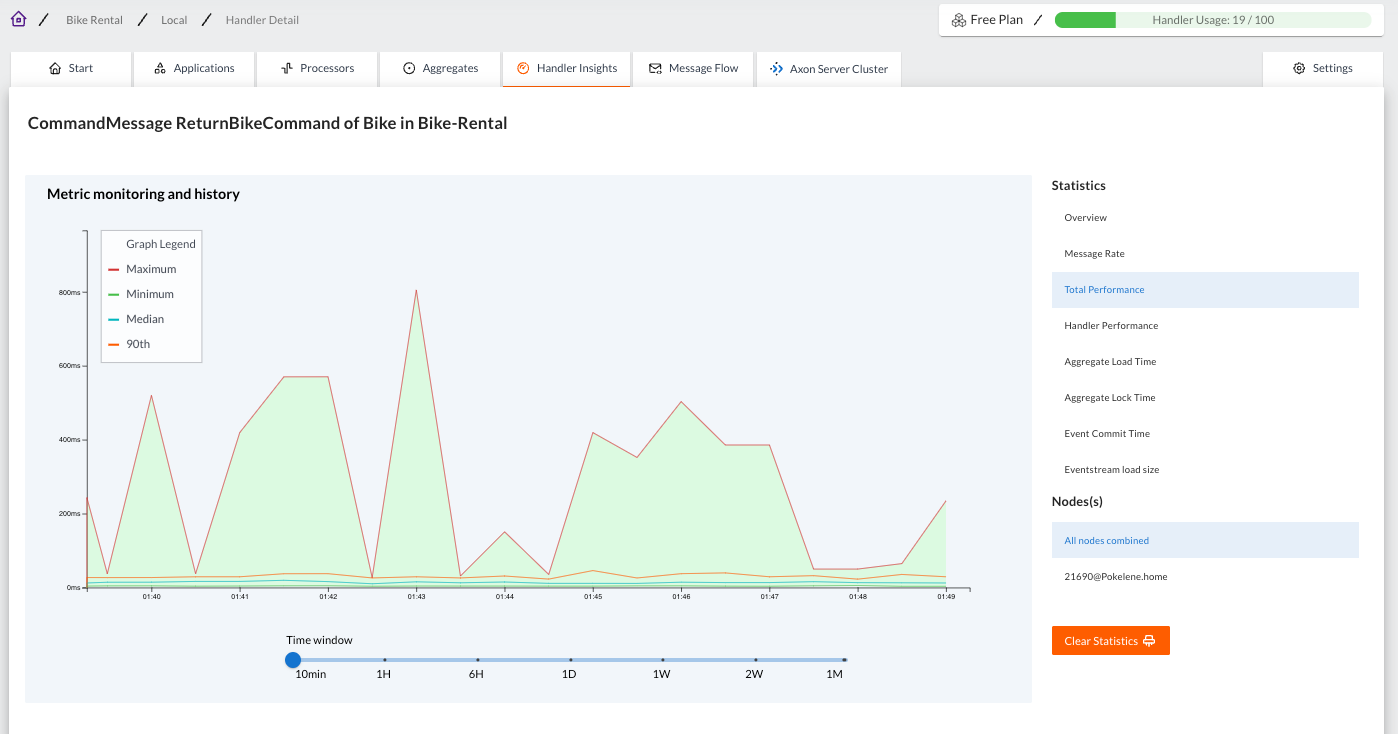 Bike Rental / Local / Handler Detail
Free Plan / Handler Usage: 19 / 100
Start Applications Processors Aggregates Handler Insights Message Flow Axon Server Cluster Settings
CommandMessage ReturnBikeCommand of Bike in Bike-Rental
Metric monitoring and history
Graph Legend
Maximum
Minimum
Median
90th
800ms
600ms
400ms
200ms
0ms
01:40 01:41 01:42 01:43 01:44 01:45 01:46 01:47 01:48 01:49
Time window
10min 1H 6H 1D 1W 2W 1M
Statistics
Overview
Message Rate
Total Performance
Handler Performance
Aggregate Load Time
Aggregate Lock Time
Event Commit Time
Eventstream load size
Nodes(s)
All nodes combined
21690@Pokelene.home
Clear Statistics